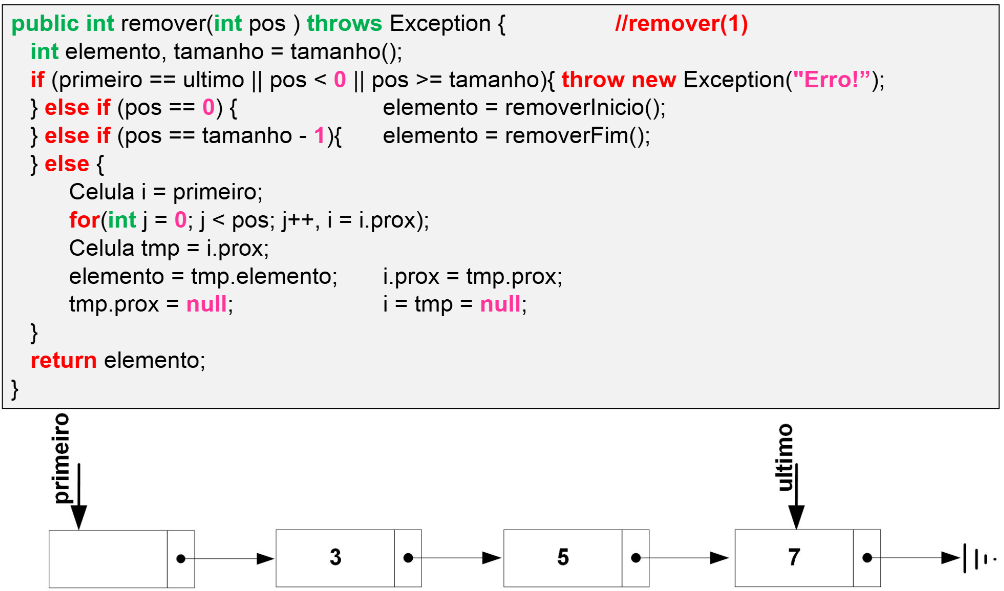 public int remover(int pos ) throws Exception { //remover(1)
int elemento, tamanho = tamanho();
if (primeiro == ultimo || pos < 0 || pos >= tamanho){ throw new Exception("Erro!”);
} else if (pos == 0) { elemento = removerInicio();
} else if (pos == tamanho - 1){ elemento = removerFim();
} else {
Celula i = primeiro;
for(int j = 0; j < pos; j++, i = i.prox);
Celula tmp = i.prox;
elemento = tmp.elemento; i.prox = tmp.prox;
tmp.prox = null; i = tmp = null;
}
return elemento;
}
primeiro
ultimo
3 5 7